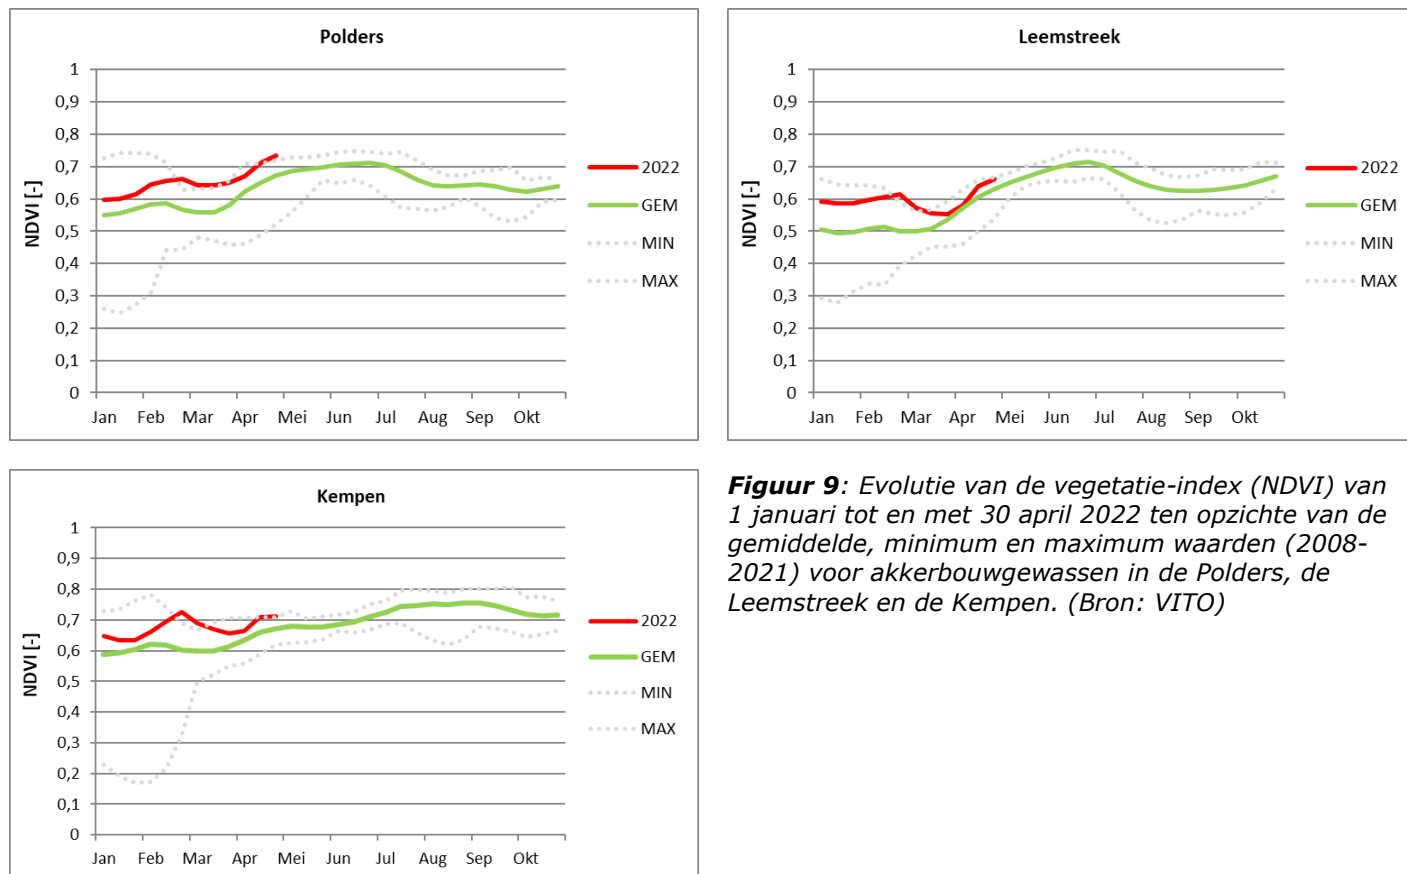 Polders
1
0,9
0,8
0,7
0,6
0,5
0,4
0,3
0,2
0,1
0
NDVI [-]
Jan Feb Mar Apr Mei Jun Jul Aug Sep Okt
2022
GEM
MIN
MAX
Leemstreek
1
0,9
0,8
0,7
0,6
0,5
0,4
0,3
0,2
0,1
0
NDVI [-]
Jan Feb Mar Apr Mei Jun Jul Aug Sep Okt
2022
GEM
MIN
MAX
Kempen
1
0,9
0,8
0,7
0,6
0,5
0,4
0,3
0,2
0,1
0
NDVI [-]
Jan Feb Mar Apr Mei Jun Jul Aug Sep Okt
2022
GEM
MIN
MAX
Figuur 9: Evolutie van de vegetatie-index (NDVI) van
1 januari tot en met 30 april 2022 ten opzichte van de
gemiddelde, minimum en maximum waarden (2008-
2021) voor akkerbouwgewassen in de Polders, de
Leemstreek en de Kempen. (Bron: VITO)